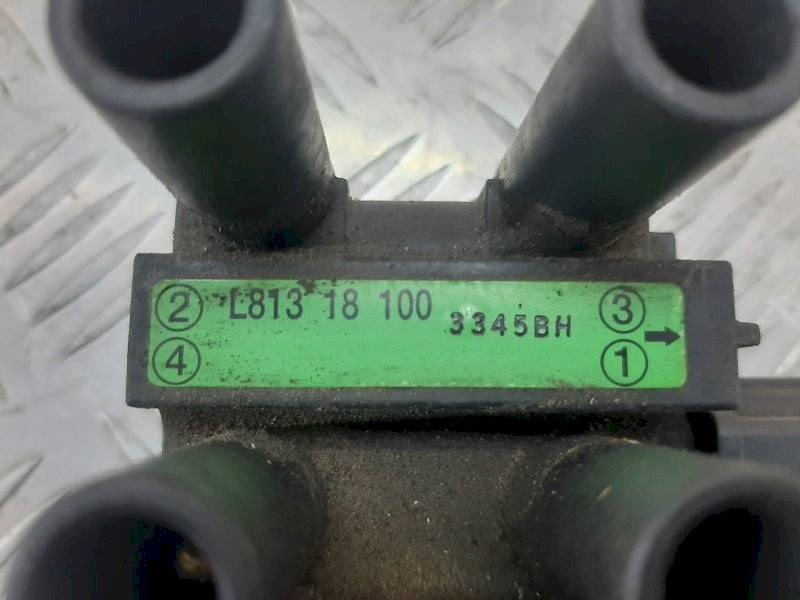 ② L813 18 100 3345BH ③
④ ① →